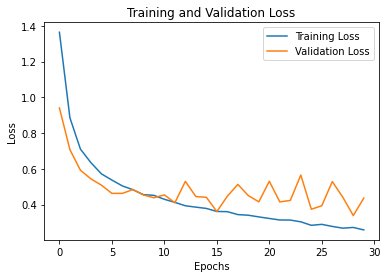 Training and Validation Loss
Training Loss
Validation Loss
1.4
1.2
1.0
0.8
0.6
0.4
Loss
0 5 10 15 20 25 30
Epochs